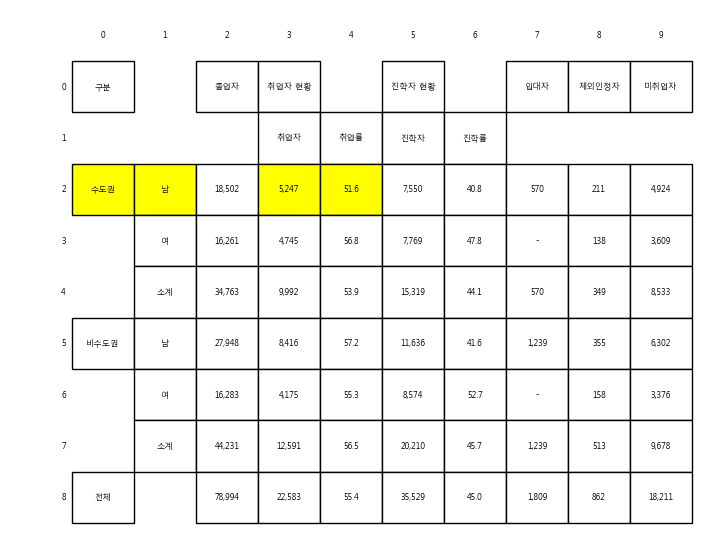 0 1 2 3 4 5 6 7 8 9
0 구분 졸업자 취업자 현황 진학자 현황 입대자 제외인정자 미취업자
1 취업자 취업률 진학자 진학률
2 수도권 남 18,502 5,247 51.6 7,550 40.8 570 211 4,924
3 여 16,261 4,745 56.8 7,769 47.8 - 138 3,609
4 소계 34,763 9,992 53.9 15,319 44.1 570 349 8,533
5 비수도권 남 27,948 8,416 57.2 11,636 41.6 1,239 355 6,302
6 여 16,283 4,175 55.3 8,574 52.7 - 158 3,376
7 소계 44,231 12,591 56.5 20,210 45.7 1,239 513 9,678
8 전체 78,994 22,583 55.4 35,529 45.0 1,809 862 18,211